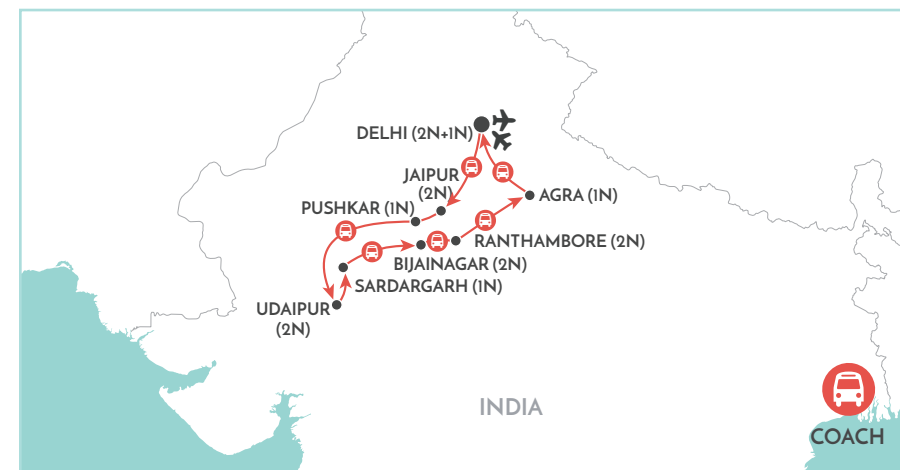 DELHI (2N+1N)
JAIPUR
(2N)
PUSHKAR (1N)
AGRA (1N)
RANTHAMBORE (2N)
BIJAINAGAR (2N)
SARDARGARH (1N)
UDAIPUR
(2N)
INDIA
COACH